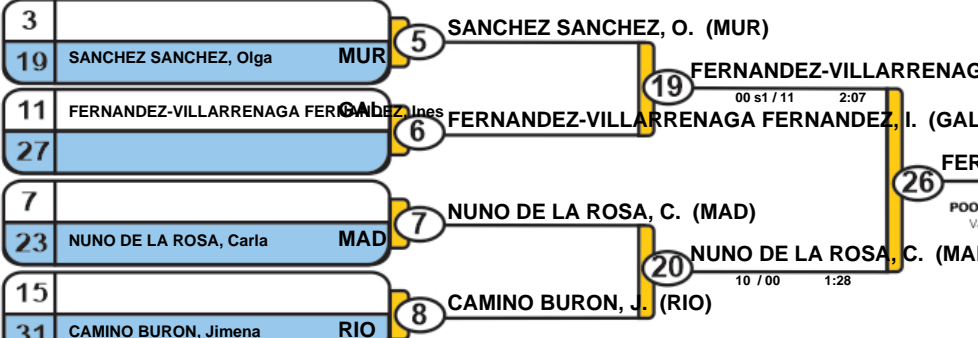 3
19 SANCHEZ SANCHEZ, Olga MUR
5
SANCHEZ SANCHEZ, O. (MUR)
11 FERNANDEZ-VILLARRENAGA FERNANDEZ, Ines GAL
27
6
FERNANDEZ-VILLARRENAGA FERNANDEZ, I. (GAL
19
FERNANDEZ-VILLARRENAG
00 s1 / 11 2:07
7
23 NUNO DE LA ROSA, Carla MAD
7
NUNO DE LA ROSA, C. (MAD)
15
31 CAMINO BURON, Jimena RIO
8
CAMINO BURON, J. (RIO)
20
NUNO DE LA ROSA, C. (MA
10 / 00 1:28
26
FER
POO